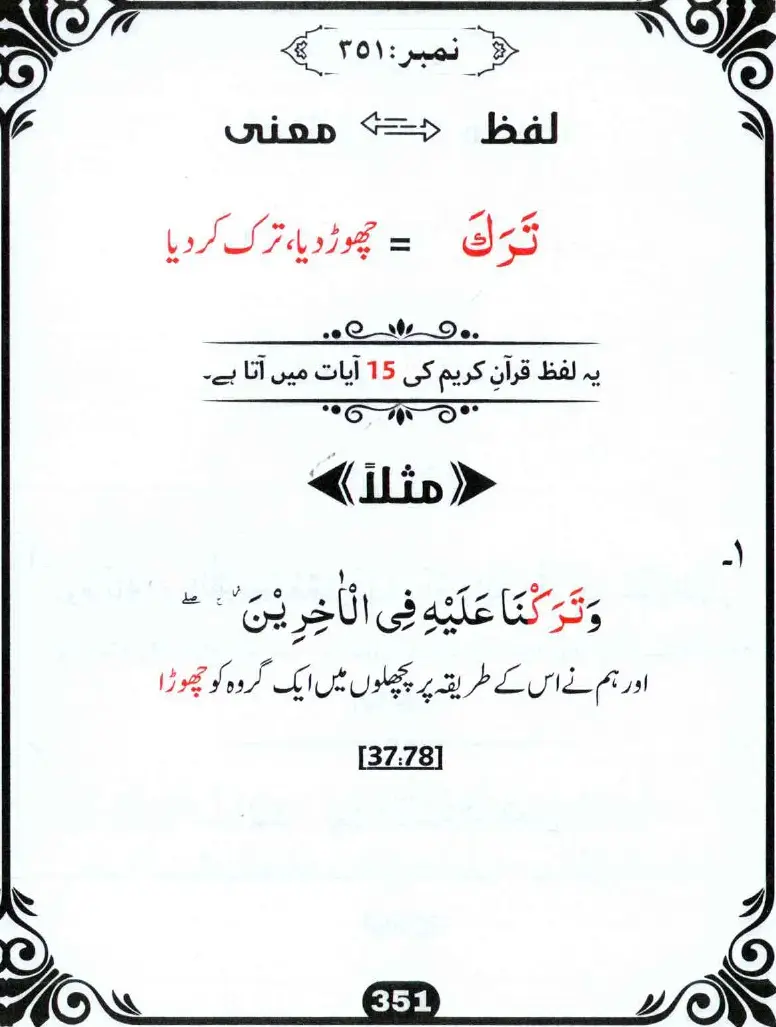 نمبر: ۳۵۱
لفظ ⇐⇒ معنی
تَرَكَ = چھوڑ دیا، ترک کر دیا
یہ لفظ قرآنِ کریم کی 15 آیات میں آتا ہے۔
مثلاً
۱۔
وَتَرَكْنَا عَلَيْهِ فِى الْاٰخِرِيْنَ ۖ
اور ہم نے اس کے طریقہ پر پچھلوں میں ایک گروہ کو چھوڑا
[37:78]
351